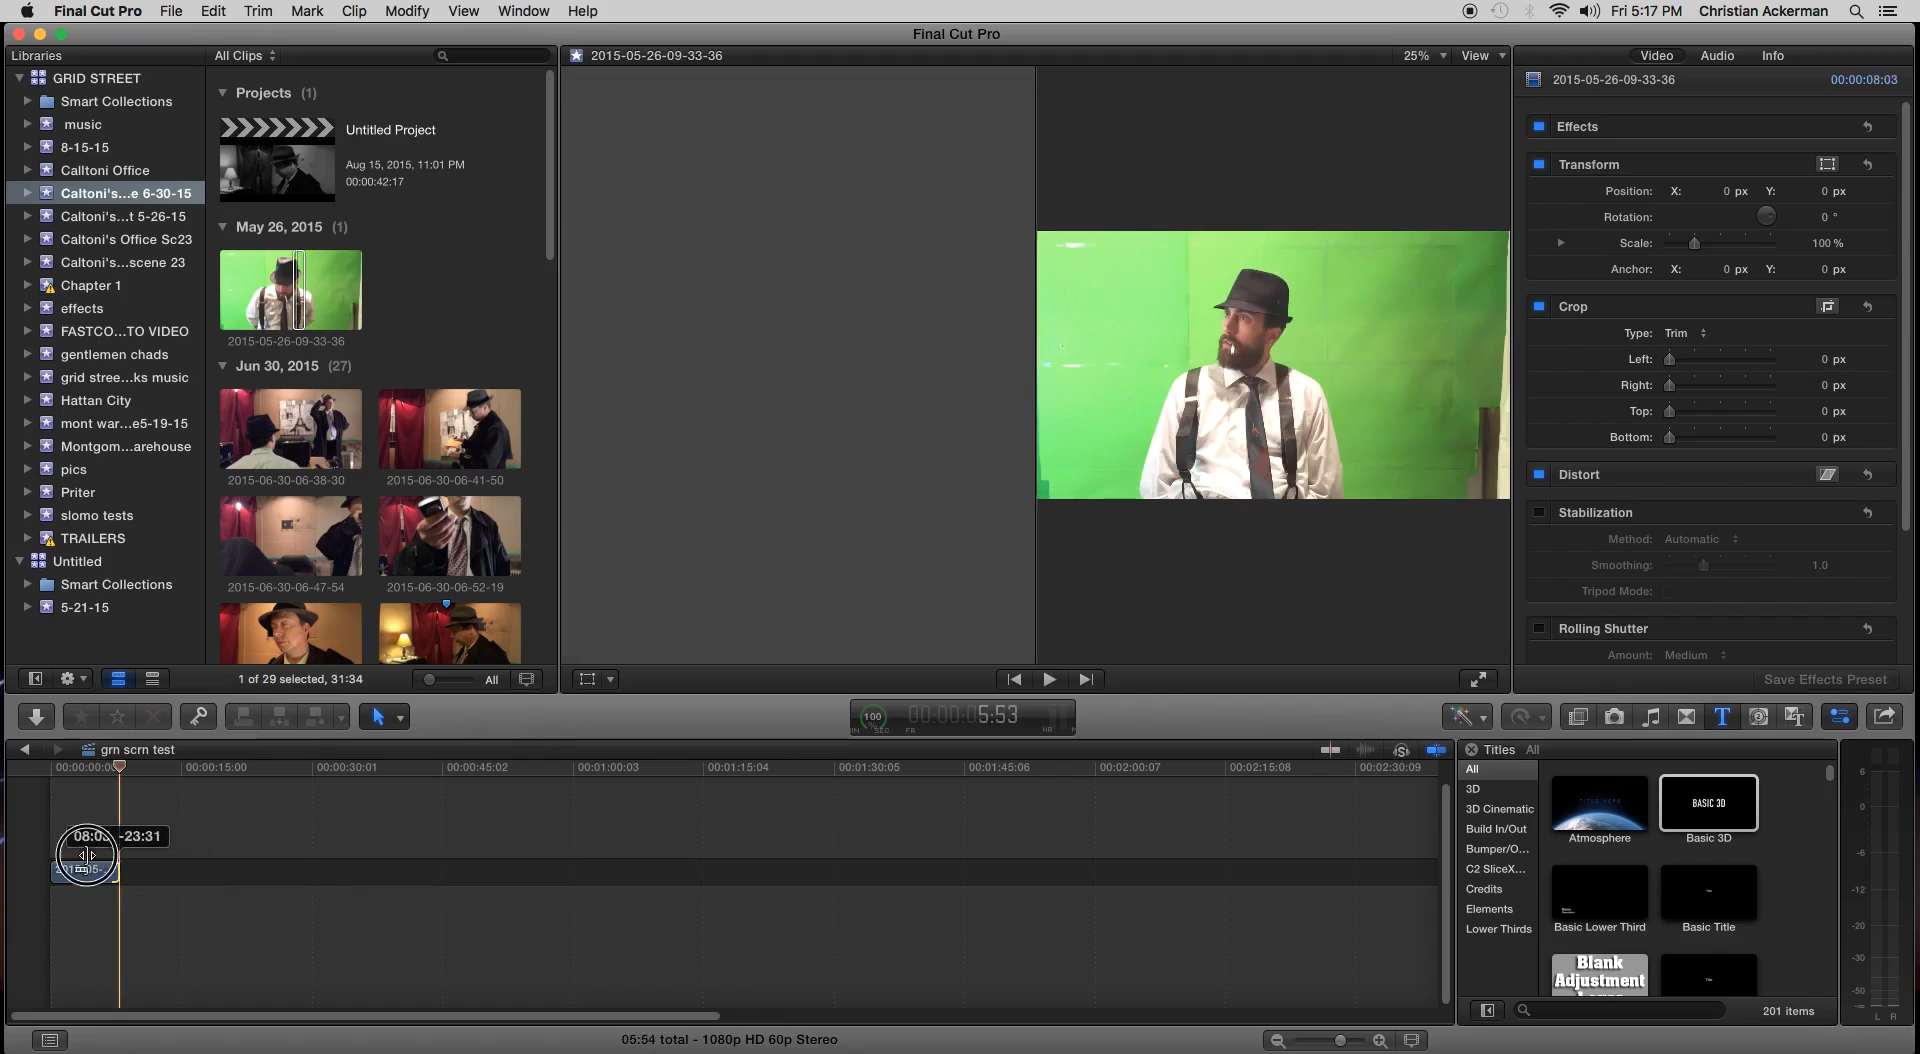 Final Cut Pro File Edit Trim Mark Clip Modify View Window Help Fri 5:17 PM Christian Ackerman
Final Cut Pro
Libraries All Clips 2015-05-26-09-33-36 25% View Video Audio Info
2015-05-26-09-33-36 00:00:08:03
GRID STREET
Smart Collections
music
8-15-15
Calltoni Office
Caltoni's...e 6-30-15
Caltoni's...t 5-26-15
Caltoni's Office Sc23
Caltoni's...scene 23
Chapter 1
effects
FASTCO...TO VIDEO
gentlemen chads
grid stree...ks music
Hattan City
mont war...e5-19-15
Montgom...arehouse
pics
Priter
slomo tests
TRAILERS
Untitled
Smart Collections
5-21-15
Projects (1)
Untitled Project
Aug 15, 2015, 11:01 PM
00:00:42:17
May 26, 2015 (1)
2015-05-26-09-33-36
Jun 30, 2015 (27)
2015-06-30-06-38-30 2015-06-30-06-41-50
2015-06-30-06-47-54 2015-06-30-06-52-19
1 of 29 selected, 31:34 All
Effects
Transform
Position: X: 0 px Y: 0 px
Rotation: 0 °
Scale: 100 %
Anchor: X: 0 px Y: 0 px
Crop
Type: Trim
Left: 0 px
Right: 0 px
Top: 0 px
Bottom: 0 px
Distort
Stabilization
Method: Automatic
Smoothing: 1.0
Tripod Mode:
Rolling Shutter
Amount: Medium
Save Effects Preset
100 00:00:05:53
% SEC FR HR
grn scrn test
00:00:15:00 00:00:30:01 00:00:45:02 00:01:00:03 00:01:15:04 00:01:30:05 00:01:45:06 00:02:00:07 00:02:15:08 00:02:30:09
-23:31
Titles All
All
3D
3D Cinematic
Build In/Out
Bumper/O...
C2 SliceX...
Credits
Elements
Lower Thirds
TITLE HERE BASIC 3D
Atmosphere Basic 3D
Basic Lower Third Basic Title
Blank
Adjustment
201 items
6
0
-6
-12
-20
-30
-50
L R
05:54 total - 1080p HD 60p Stereo